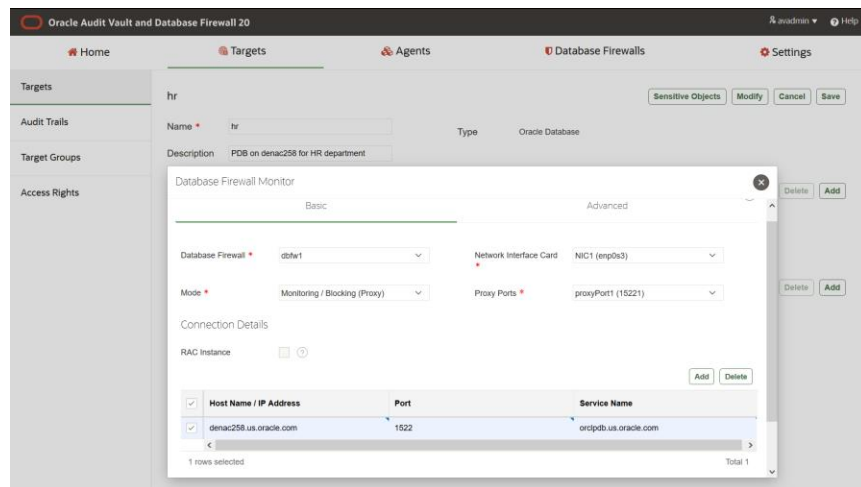 Oracle Audit Vault and Database Firewall 20 avadmin Help
Home Targets Agents Database Firewalls Settings
Targets
Audit Trails
Target Groups
Access Rights
hr Sensitive Objects Modify Cancel Save
Name * hr Type Oracle Database
Description PDB on denac258 for HR department
Delete Add
Delete Add
Database Firewall Monitor
Basic Advanced
Database Firewall * dbfw1 Network Interface Card * NIC1 (enp0s3)
Mode * Monitoring / Blocking (Proxy) Proxy Ports * proxyPort1 (15221)
Connection Details
RAC Instance ?
Add Delete
Host Name / IP Address Port Service Name
denac258.us.oracle.com 1522 orclpdb.us.oracle.com
1 rows selected Total 1